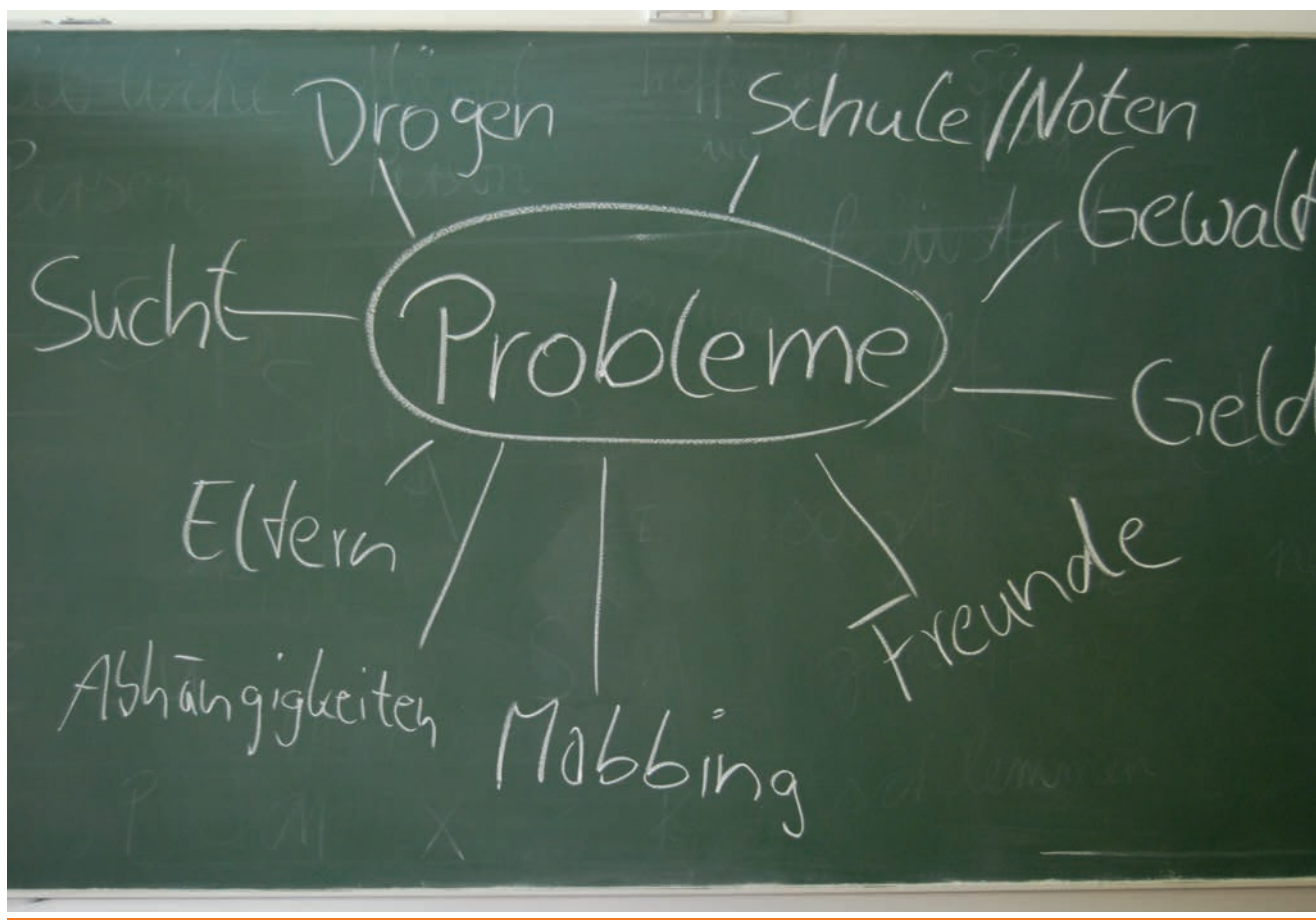 Drogen
Schule/Noten
Gewalt
Sucht
Probleme
Geld
Eltern
Freunde
Abhängigkeiten
Mobbing